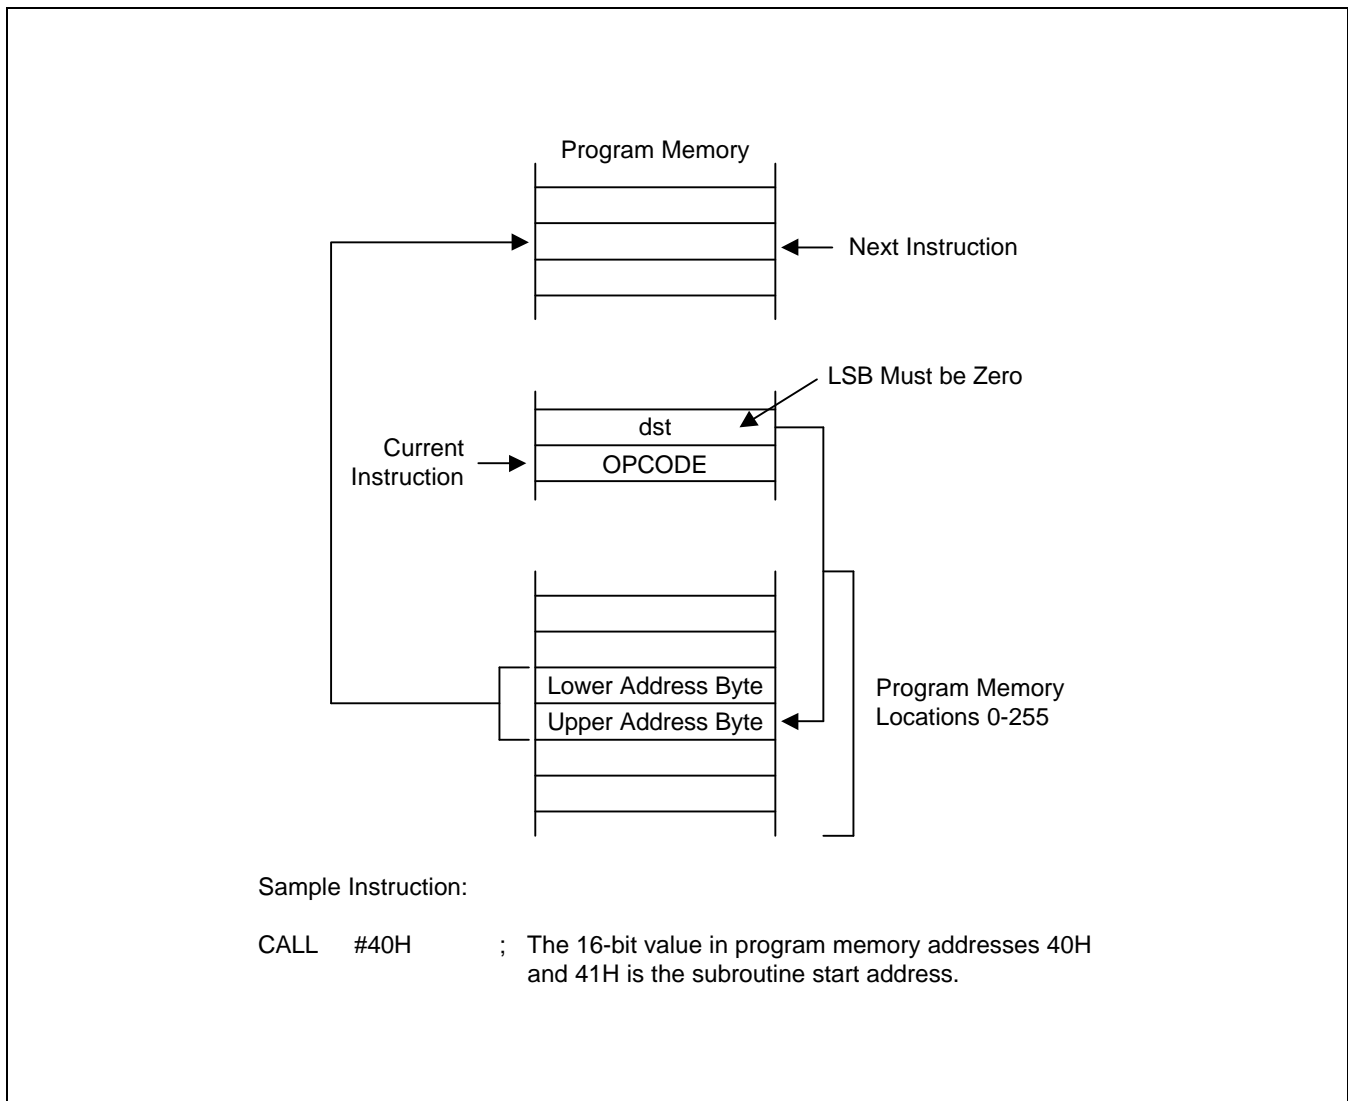 Program Memory
Next Instruction
LSB Must be Zero
dst
Current
Instruction
OPCODE
Lower Address Byte
Upper Address Byte
Program Memory
Locations 0-255
Sample Instruction:
CALL #40H ; The 16-bit value in program memory addresses 40H
and 41H is the subroutine start address.